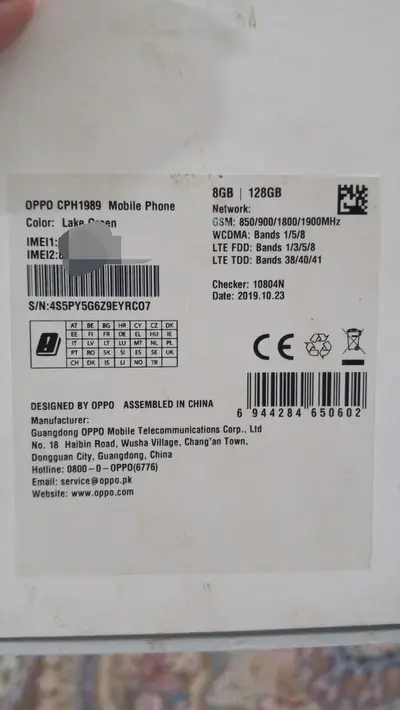 OPPO CPH1989 Mobile Phone
Color: Lake Green
IMEI1:
IMEI2:
S/N:4S5PY5G6Z9EYRCO7
8GB | 128GB
Network:
GSM: 850/900/1800/1900MHz
WCDMA: Bands 1/5/8
LTE FDD: Bands 1/3/5/8
LTE TDD: Bands 38/40/41
Checker: 10804N
Date: 2019.10.23
AT BE BG HR CY CZ DK
EE FI FR DE EL HU IE
IT LV LT LU MT NL PL
PT RO SK SI ES SE UK
CH DK IS LI NO TR
CE
6 944284 650602
DESIGNED BY OPPO ASSEMBLED IN CHINA
Manufacturer:
Guangdong OPPO Mobile Telecommunications Corp., Ltd
No. 18 Haibin Road, Wusha Village, Chang'an Town,
Dongguan City, Guangdong, China
Hotline: 0800-0-OPPO(6776)
Email: service@oppo.pk
Website: www.oppo.com